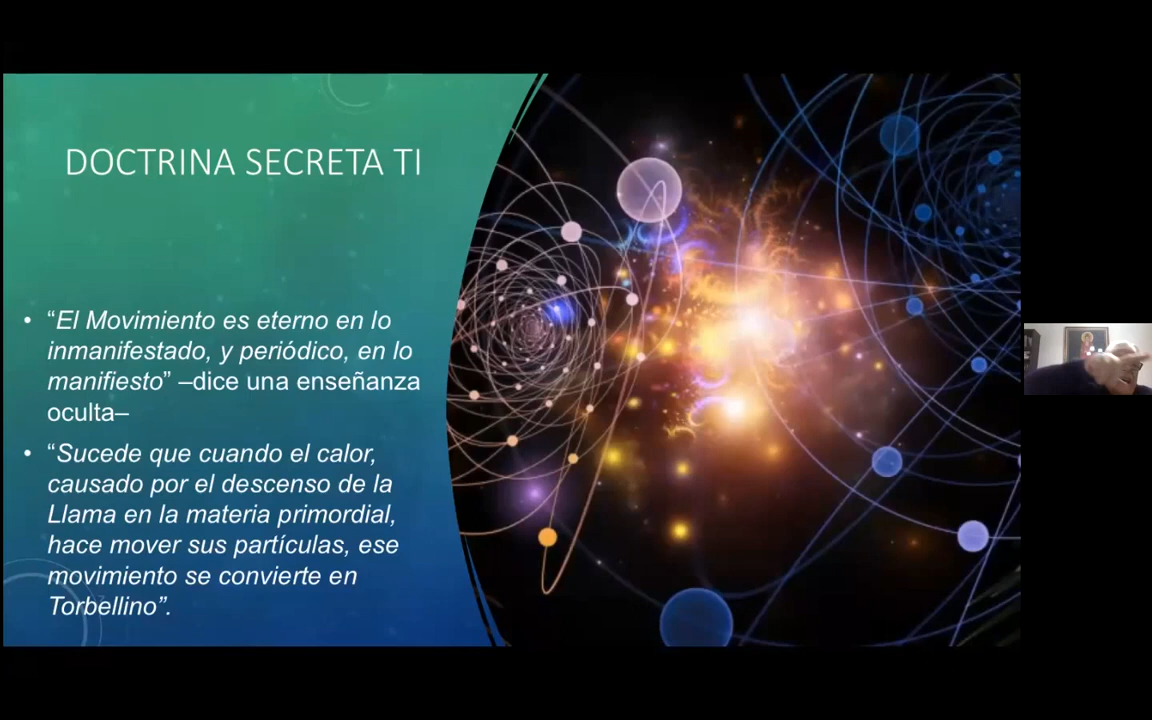 DOCTRINA SECRETA TI
• “El Movimiento es eterno en lo
inmanifestado, y periódico, en lo
manifiesto” –dice una enseñanza
oculta–
• “Sucede que cuando el calor,
causado por el descenso de la
Llama en la materia primordial,
hace mover sus partículas, ese
movimiento se convierte en
Torbellino”.